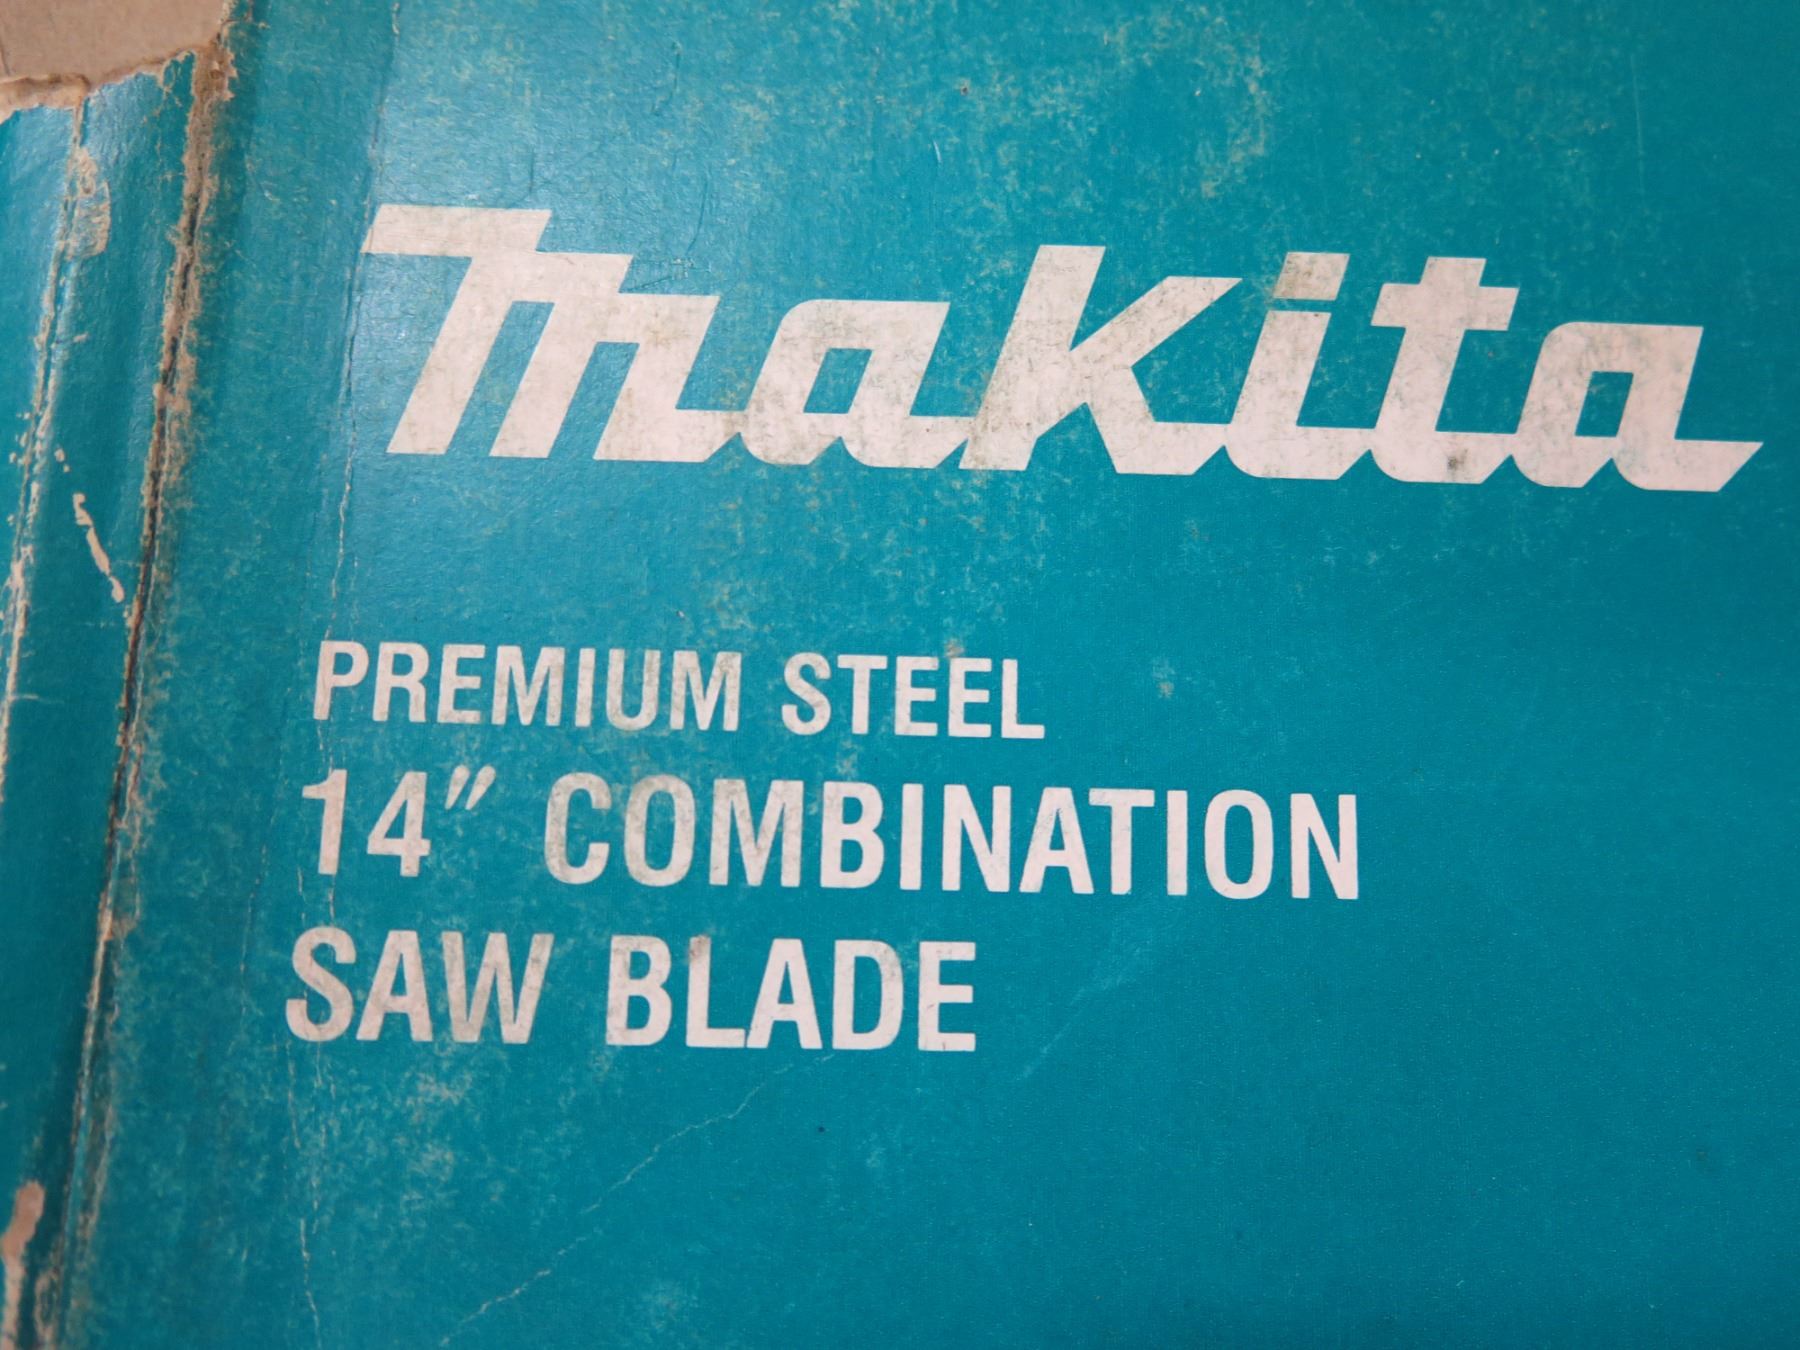 makita
PREMIUM STEEL
14" COMBINATION
SAW BLADE